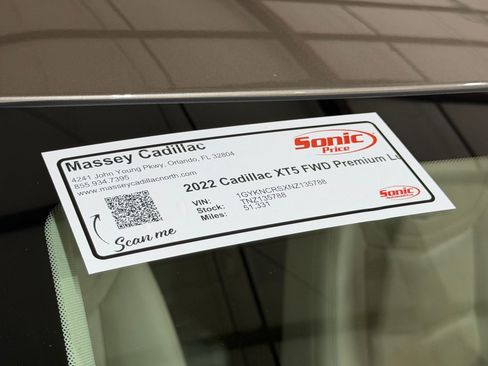 Massey Cadillac
4241 John Young Pkwy, Orlando, FL 32804
855.934.7395
www.masseycadillacnorth.com
Sonic
Price
2022 Cadillac XT5 FWD Premium Lu
VIN: 1GYKNCRSXNZ135788
Stock: TNZ135788
Miles: 51,331
Scan me
Sonic